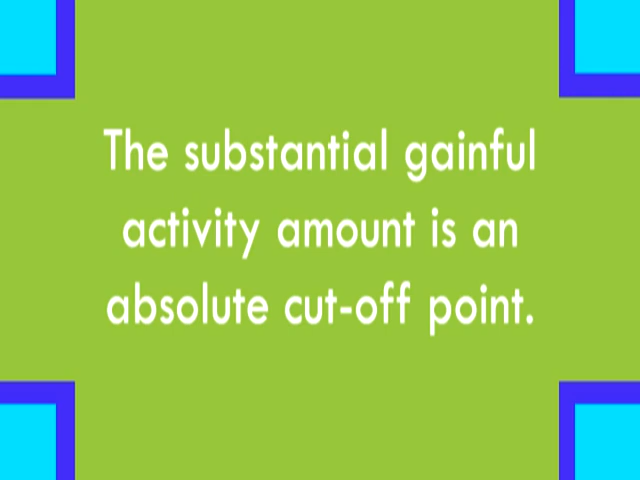 The substantial gainful
activity amount is an
absolute cut-off point.